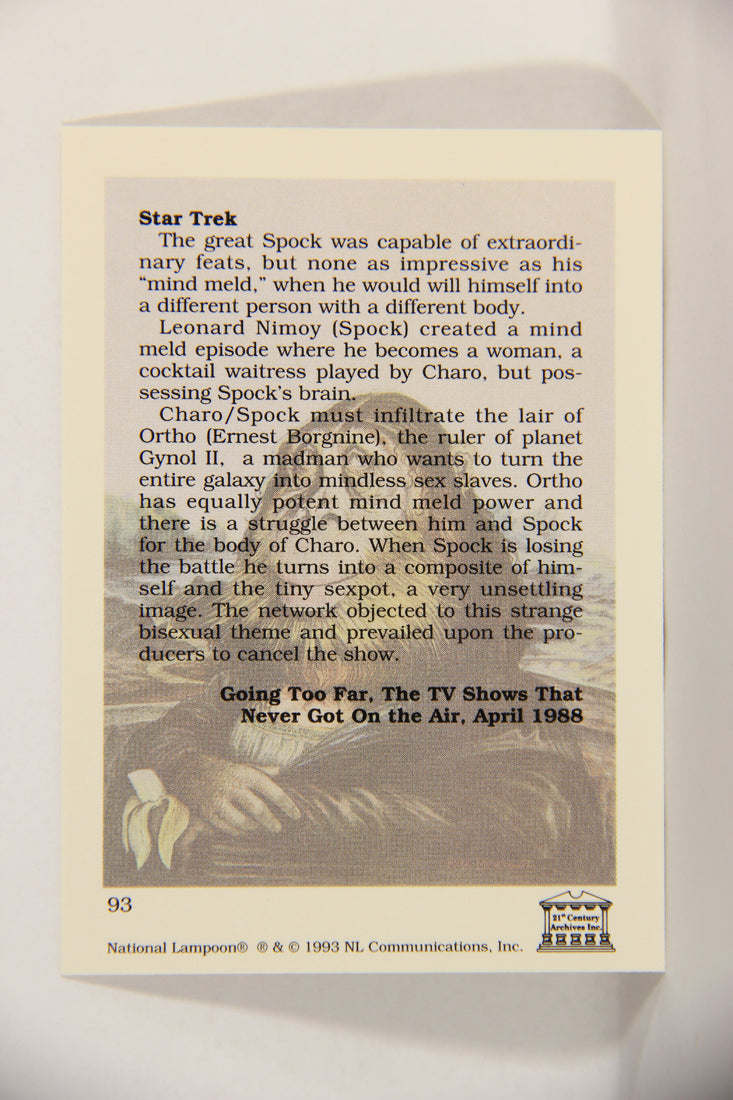 Star Trek
The great Spock was capable of extraordi-
nary feats, but none as impressive as his
“mind meld,” when he would will himself into
a different person with a different body.
Leonard Nimoy (Spock) created a mind
meld episode where he becomes a woman, a
cocktail waitress played by Charo, but pos-
sessing Spock's brain.
Charo/Spock must infiltrate the lair of
Ortho (Ernest Borgnine), the ruler of planet
Gynol II, a madman who wants to turn the
entire galaxy into mindless sex slaves. Ortho
has equally potent mind meld power and
there is a struggle between him and Spock
for the body of Charo. When Spock is losing
the battle he turns into a composite of him-
self and the tiny sexpot, a very unsettling
image. The network objected to this strange
bisexual theme and prevailed upon the pro-
ducers to cancel the show.
Going Too Far, The TV Shows That
Never Got On the Air, April 1988
93
21st Century
Archives Inc.
National Lampoon® ® & © 1993 NL Communications, Inc.